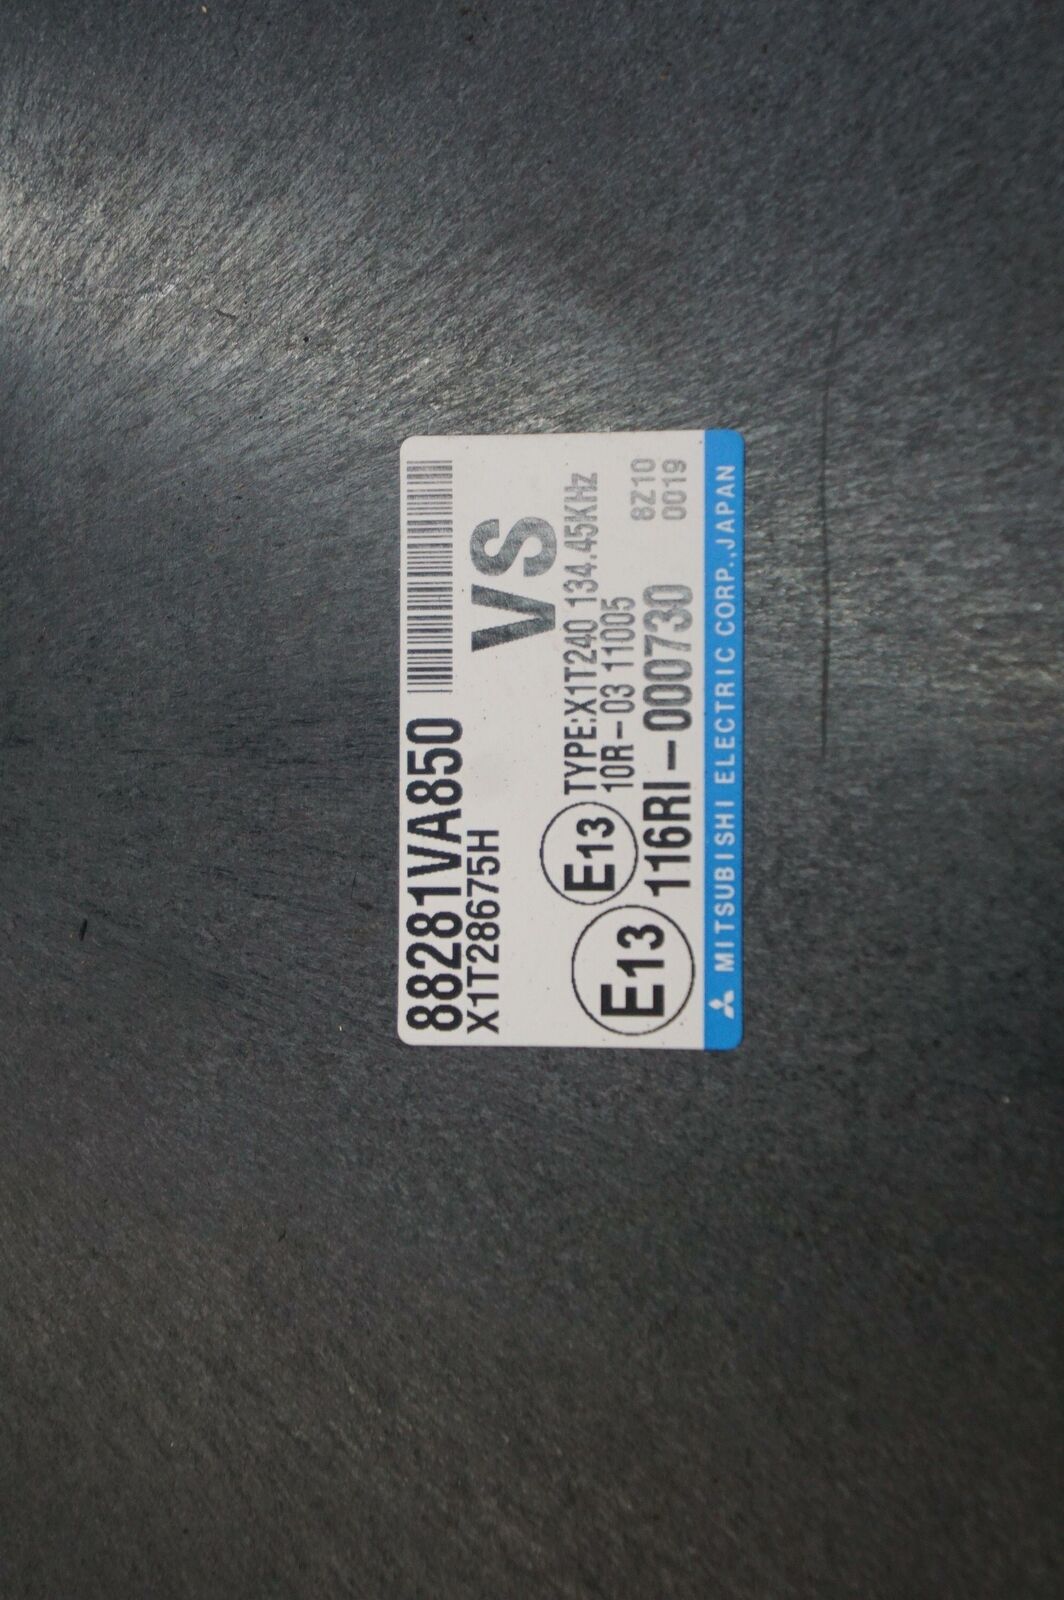 88281VA850
X1T28675H
VS
E13
TYPE:X1T240 134.45KHz
10R-03 11005
E13
116RI-000730
8Z10
0019
MITSUBISHI ELECTRIC CORP.,JAPAN